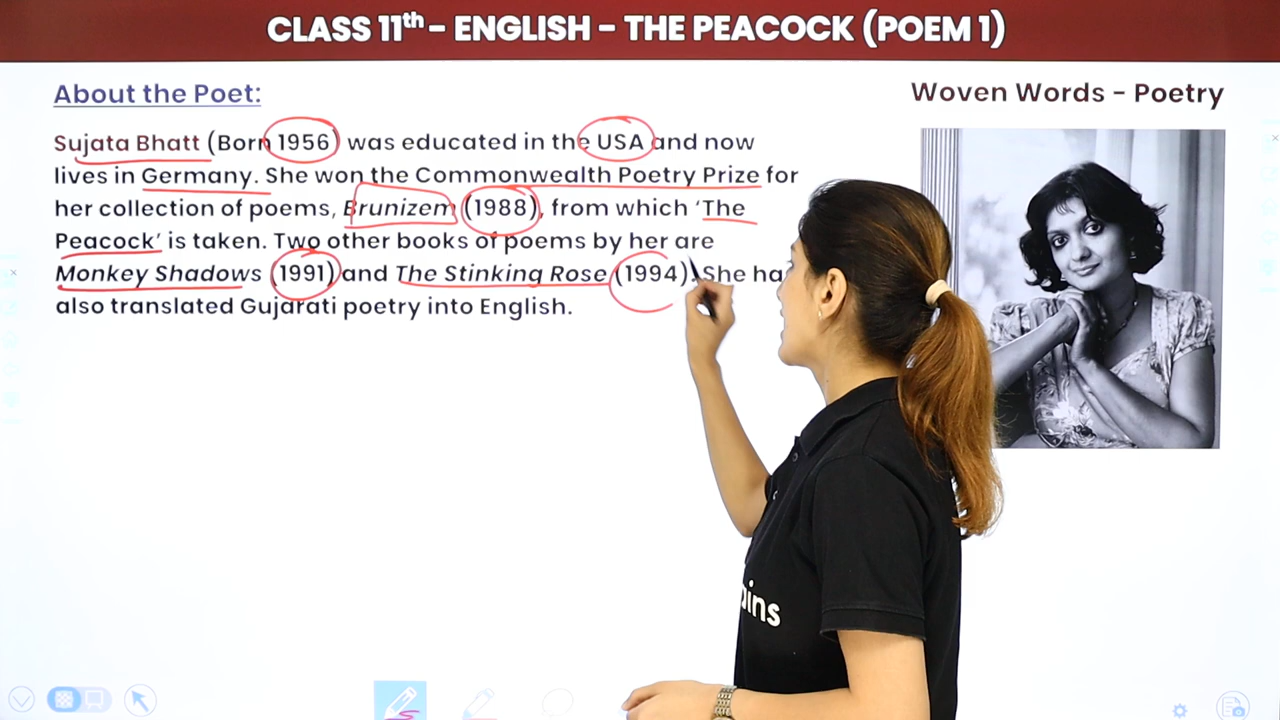 CLASS 11th – ENGLISH – THE PEACOCK (POEM 1)
About the Poet:
Woven Words - Poetry
Sujata Bhatt (Born 1956) was educated in the USA and now
lives in Germany. She won the Commonwealth Poetry Prize for
her collection of poems, Brunizem (1988), from which ‘The
Peacock’ is taken. Two other books of poems by her are
Monkey Shadows (1991) and The Stinking Rose (1994). She ha
also translated Gujarati poetry into English.
ains